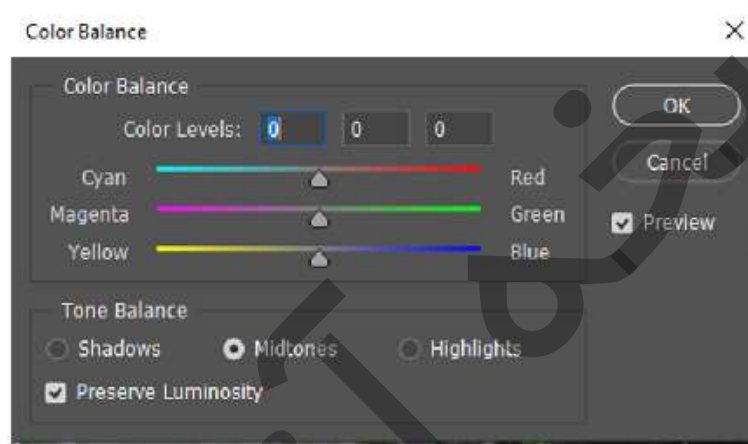 Color Balance
Color Balance
Color Levels: 0 0 0
OK
Cyan Red
Cancel
Magenta Green
Preview
Yellow Blue
Tone Balance
Shadows Midtones Highlights
Preserve Luminosity